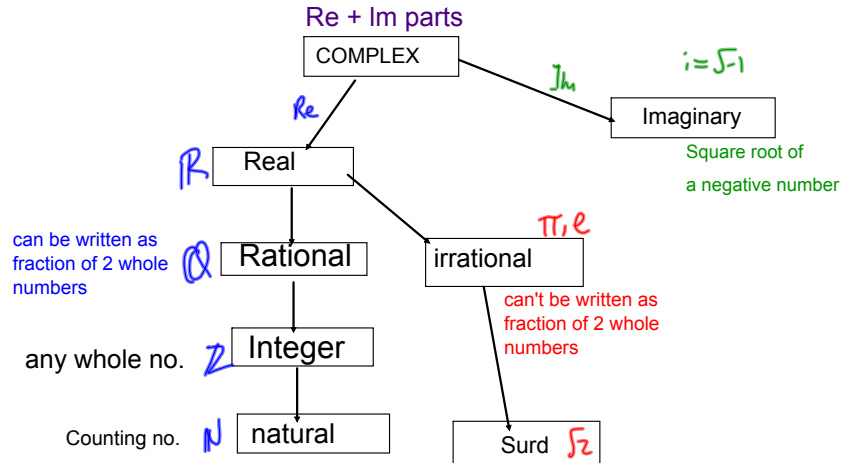 Re + Im parts
COMPLEX
i = √-1
Re
Im
Imaginary
Square root of
a negative number
ℝ
Real
π, e
can be written as
fraction of 2 whole
numbers
ℚ
Rational
irrational
can't be written as
fraction of 2 whole
numbers
any whole no.
ℤ
Integer
Counting no.
ℕ
natural
Surd √2